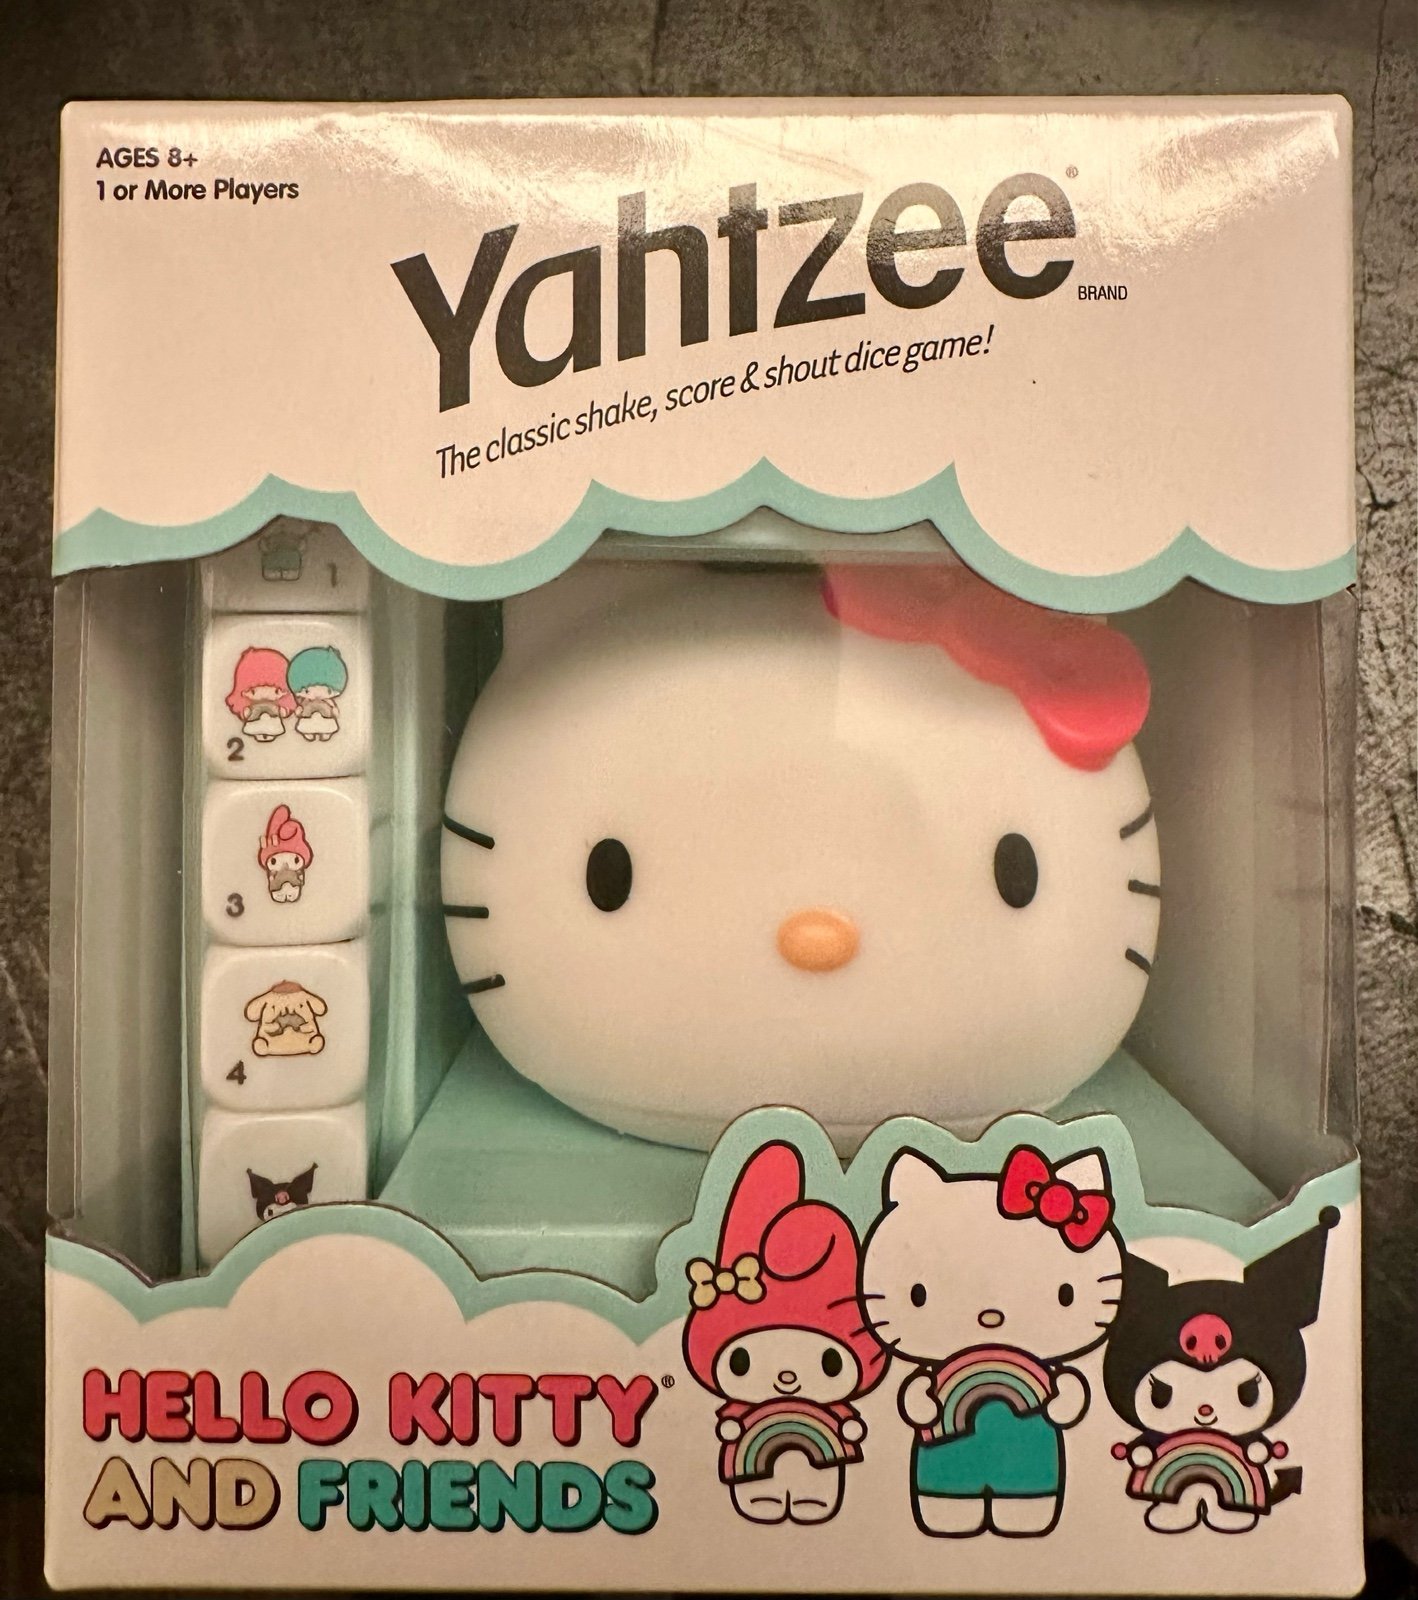 AGES 8+
1 or More Players
Yahtzee®
BRAND
The classic shake, score & shout dice game!
1
2
3
4
HELLO KITTY®
AND FRIENDS